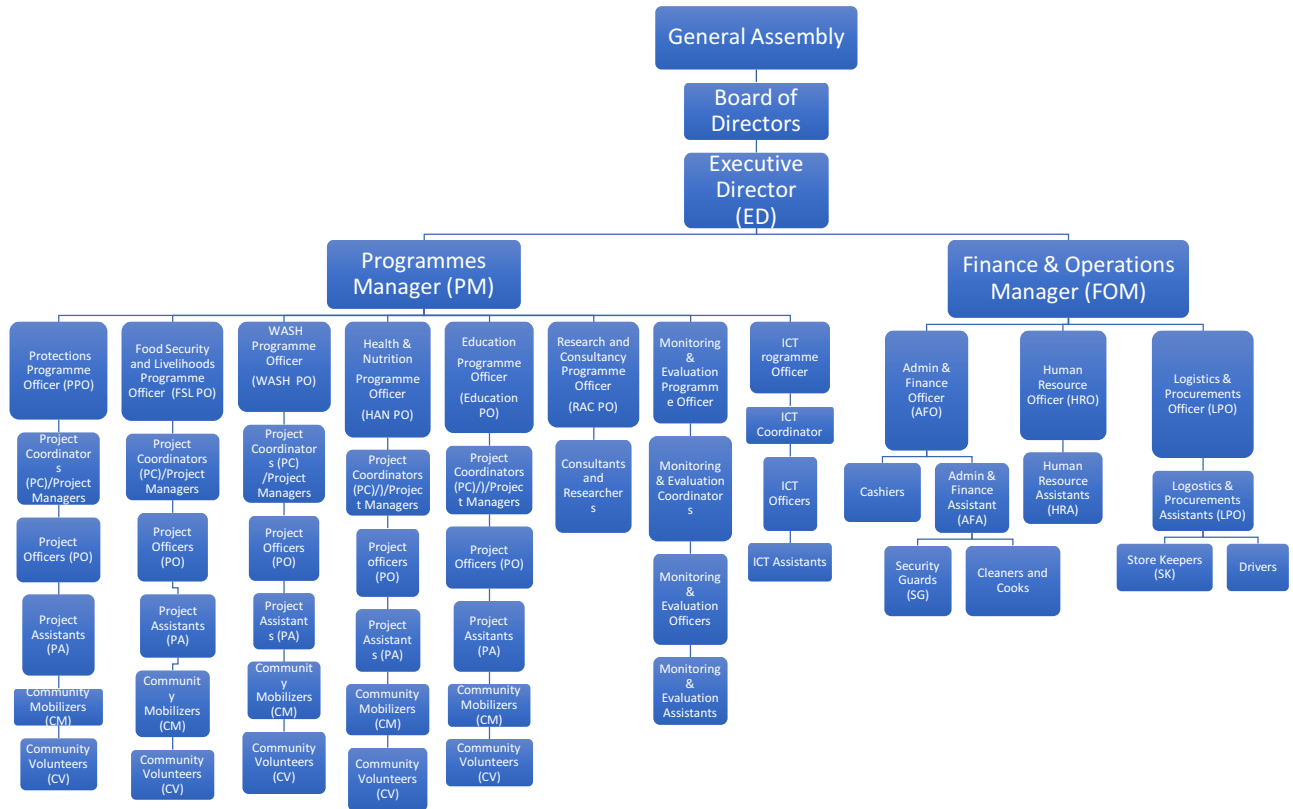 General Assembly
Board of
Directors
Executive
Director
(ED)
Programmes
Manager (PM)
Finance & Operations
Manager (FOM)
Protections
Programme
Officer (PPO)
Food Security
and Livelihoods
Programme
Officer (FSL PO)
WASH
Programme
Officer
(WASH PO)
Health &
Nutrition
Programme
Officer
(HAN PO)
Education
Programme
Officer
(Education
PO)
Research and
Consultancy
Programme
Officer
(RAC PO)
Monitoring
&
Evaluation
Programm
e Officer
ICT
rogramme
Officer
Admin
& Finance
Officer
(AFO)
Human
Resource
Officer (HRO)
Logistics &
Procurements
Officer (LPO)
Project
Coordinator
s
(PC)/Project
Managers
Project
Coordinators
(PC)/Project
Managers
Project
Coordinator
s (PC)
/Project
Managers
Project
Coordinators
(PC)/)/Projec
t Managers
Project
Coordinators
(PC)/)/Projec
t Managers
Consultants
and
Researcher
s
Monitoring
& Evaluation
Coordinator
s
ICT
Coordinator
ICT
Officers
ICT Assistants
Cashiers
Admin &
Finance
Assistant
(AFA)
Human
Resource
Assistants
(HRA)
Logostics &
Procurements
Assistants (LPO)
Security
Guards
(SG)
Cleaners and
Cooks
Store Keepers
(SK)
Drivers
Project
Officers (PO)
Project
Officers
(PO)
Project
Officers
(PO)
Project
officers
(PO)
Project
Officers (PO)
Monitoring
&
Evaluation
Officers
Project
Assistants
(PA)
Project
Assistants
(PA)
Project
Assistant
s (PA)
Project
Assistant
s (PA)
Project
Assitants
(PA)
Monitoring
&
Evaluation
Assistants
Community
Mobilizers
(CM)
Communit
y
Mobilizers
(CM)
Communit
y
Mobilizers
(CM)
Community
Mobilizers
(CM)
Community
Mobilizers
(CM)
Community
Volunteers
(CV)
Community
Volunteers
(CV)
Community
Volunteers
(CV)
Community
Volunteers
(CV)
Community
Volunteers
(CV)